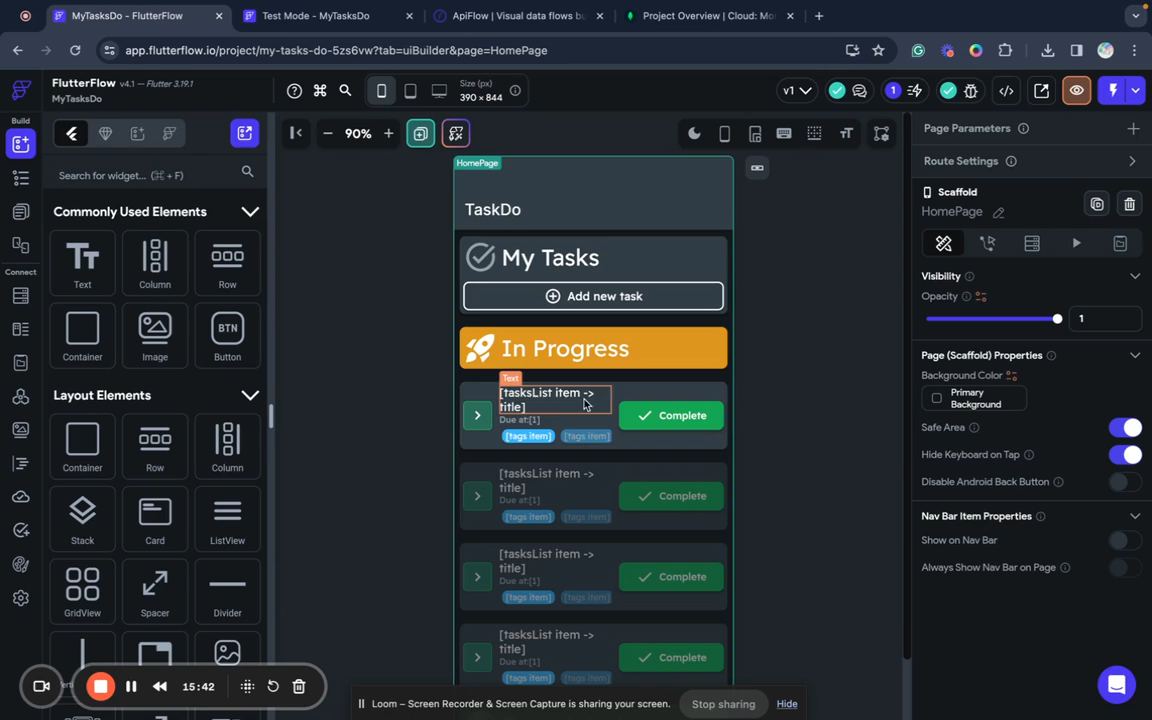 MyTasksDo - FlutterFlow
Test Mode - MyTasksDo
ApiFlow | Visual data flows bu
Project Overview | Cloud: Mon
app.flutterflow.io/project/my-tasks-do-5zs6vw?tab=uiBuilder&page=HomePage
FlutterFlow v4.1 — Flutter 3.19.1
MyTasksDo
Size (px)
390 × 844
v1
1
Build
90%
Search for widget... (⌘ + F)
Commonly Used Elements
Text
Column
Row
Container
Image
BTN
Button
Connect
Layout Elements
Container
Row
Column
Stack
Card
ListView
GridView
Spacer
Divider
HomePage
TaskDo
My Tasks
Add new task
In Progress
Text
[tasksList item ->
title]
Due at:[1]
[tags item] [tags item]
Complete
[tasksList item ->
title]
Due at:[1]
[tags item] [tags item]
Complete
[tasksList item ->
title]
Due at:[1]
[tags item] [tags item]
Complete
[tasksList item ->
title]
[tags item] [tags item]
Complete
Page Parameters
Route Settings
Scaffold
HomePage
Visibility
Opacity
1
Page (Scaffold) Properties
Background Color
Primary
Background
Safe Area
Hide Keyboard on Tap
Disable Android Back Button
Nav Bar Item Properties
Show on Nav Bar
Always Show Nav Bar on Page
15:42
Loom – Screen Recorder & Screen Capture is sharing your screen.
Stop sharing
Hide